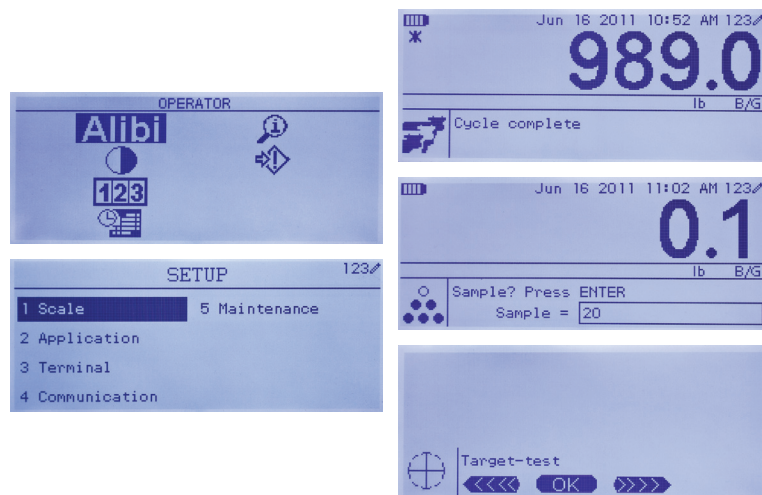 OPERATOR
Alibi
123
SETUP
123
1 Scale
5 Maintenance
2 Application
3 Terminal
4 Communication
Jun 16 2011 10:52 AM 123
989.0
lb B/G
Cycle complete
Jun 16 2011 11:02 AM 123
0.1
lb B/G
Sample? Press ENTER
Sample = 20
Target-test
<<<< OK >>>>